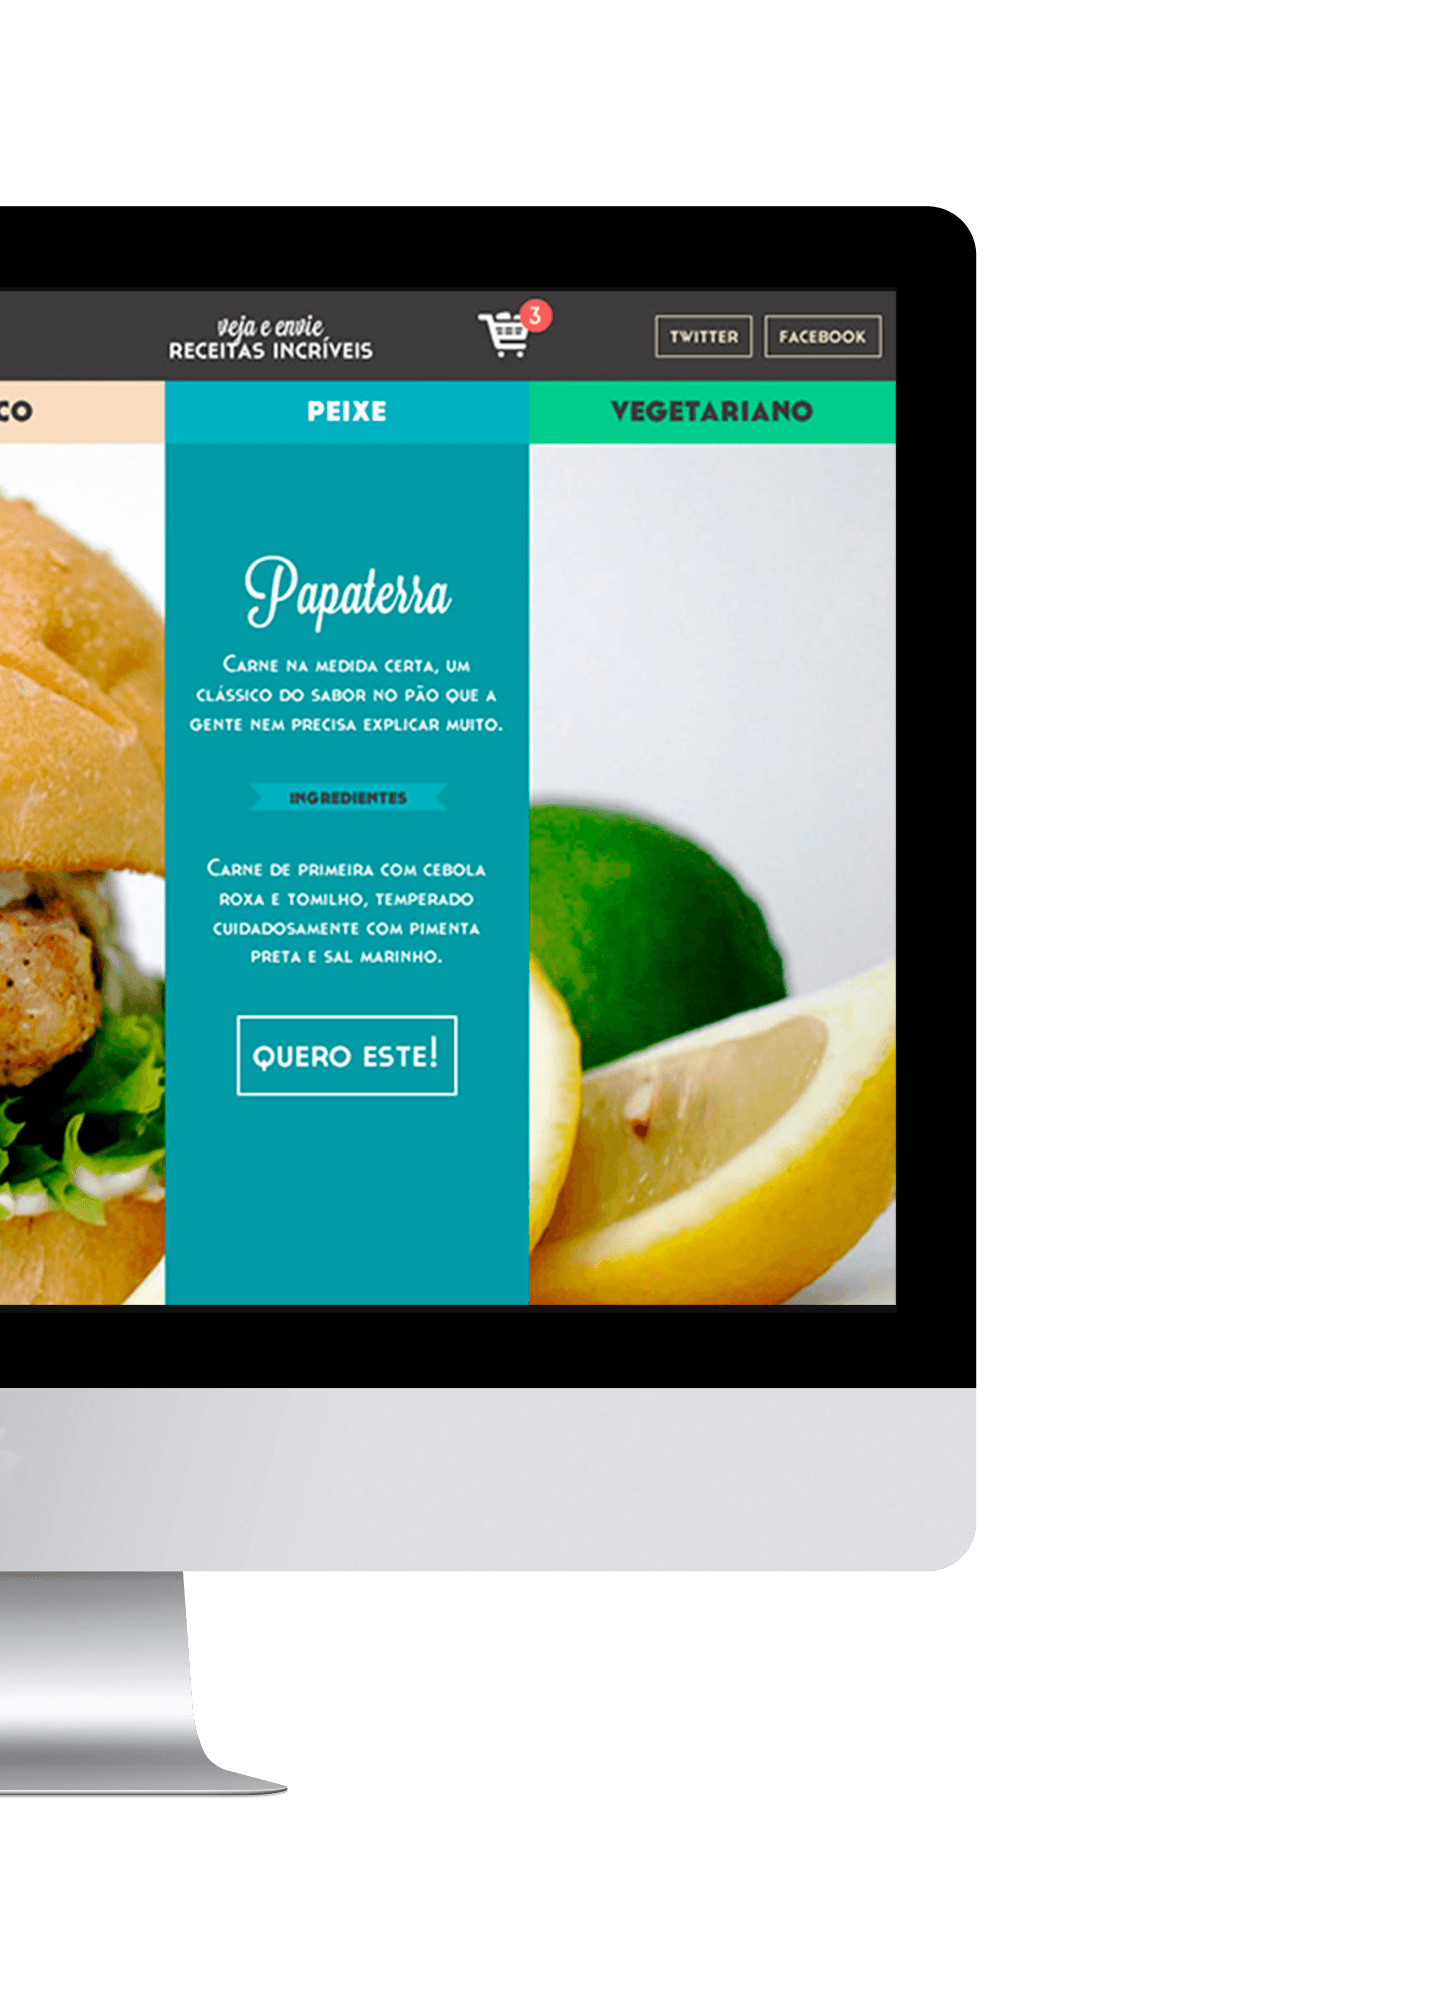 veja e envie
RECEITAS INCRÍVEIS
3
TWITTER
FACEBOOK
CO
PEIXE
VEGETARIANO
Papaterra
CARNE NA MEDIDA CERTA, UM
CLÁSSICO DO SABOR NO PÃO QUE A
GENTE NEM PRECISA EXPLICAR MUITO.
INGREDIENTES
CARNE DE PRIMEIRA COM CEBOLA
ROXA E TOMILHO, TEMPERADO
CUIDADOSAMENTE COM PIMENTA
PRETA E SAL MARINHO.
QUERO ESTE!